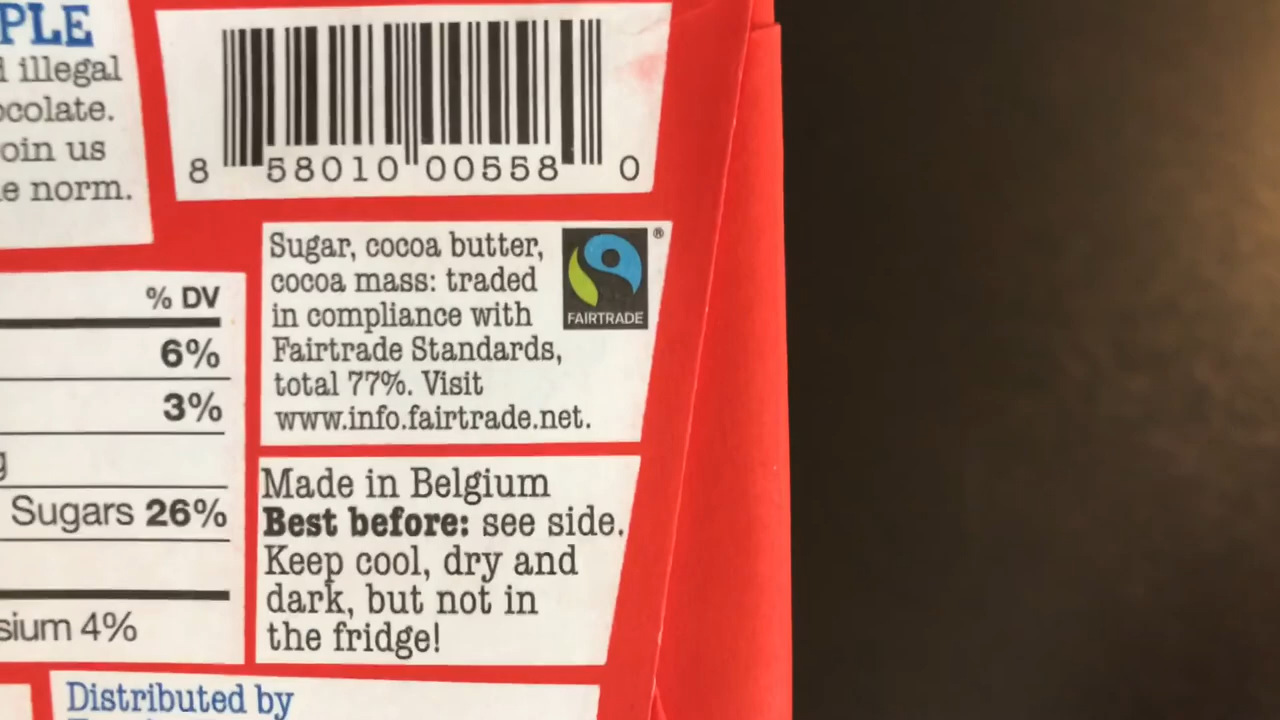 PLE
illegal
ocolate.
oin us
e norm.
8 58010 00558 0
Sugar, cocoa butter,
cocoa mass: traded
in compliance with
Fairtrade Standards,
total 77%. Visit
www.info.fairtrade.net.
®
FAIRTRADE
% DV
6%
3%
g
Sugars 26%
sium 4%
Made in Belgium
Best before: see side.
Keep cool, dry and
dark, but not in
the fridge!
Distributed by